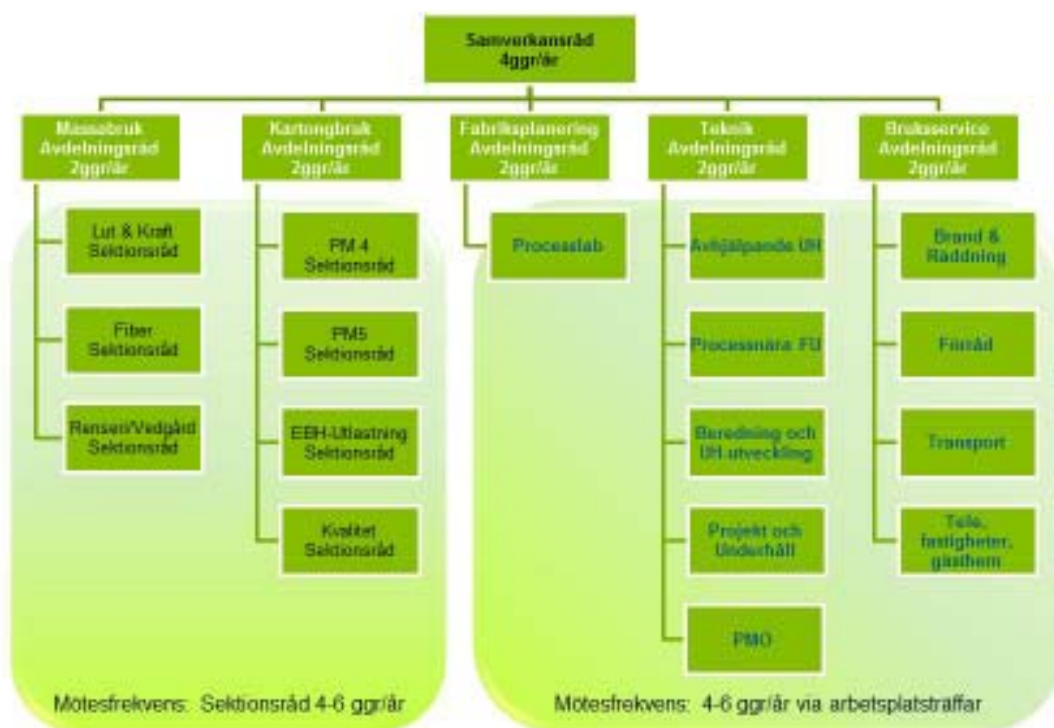 Samverkansråd
4ggr/år
Massabruk
Avdelningsråd
2ggr/år
Lut & Kraft
Sektionsråd
Fiber
Sektionsråd
Renseri/Vedgård
Sektionsråd
Kartongbruk
Avdelningsråd
2ggr/år
PM 4
Sektionsråd
PM5
Sektionsråd
EBH-Utlastning
Sektionsråd
Kvalitet
Sektionsråd
Fabriksplanering
Avdelningsråd
2ggr/år
Processlab
Teknik
Avdelningsråd
2ggr/år
Avhjälpande UH
Processnära FU
Beredning och
UH-utveckling
Projekt och
Underhåll
PMO
Bruksservice
Avdelningsråd
2ggr/år
Brand &
Räddning
Förråd
Transport
Tele,
fastigheter,
gästhem
Mötesfrekvens: Sektionsråd 4-6 ggr/år
Mötesfrekvens: 4-6 ggr/år via arbetsplatsträffar